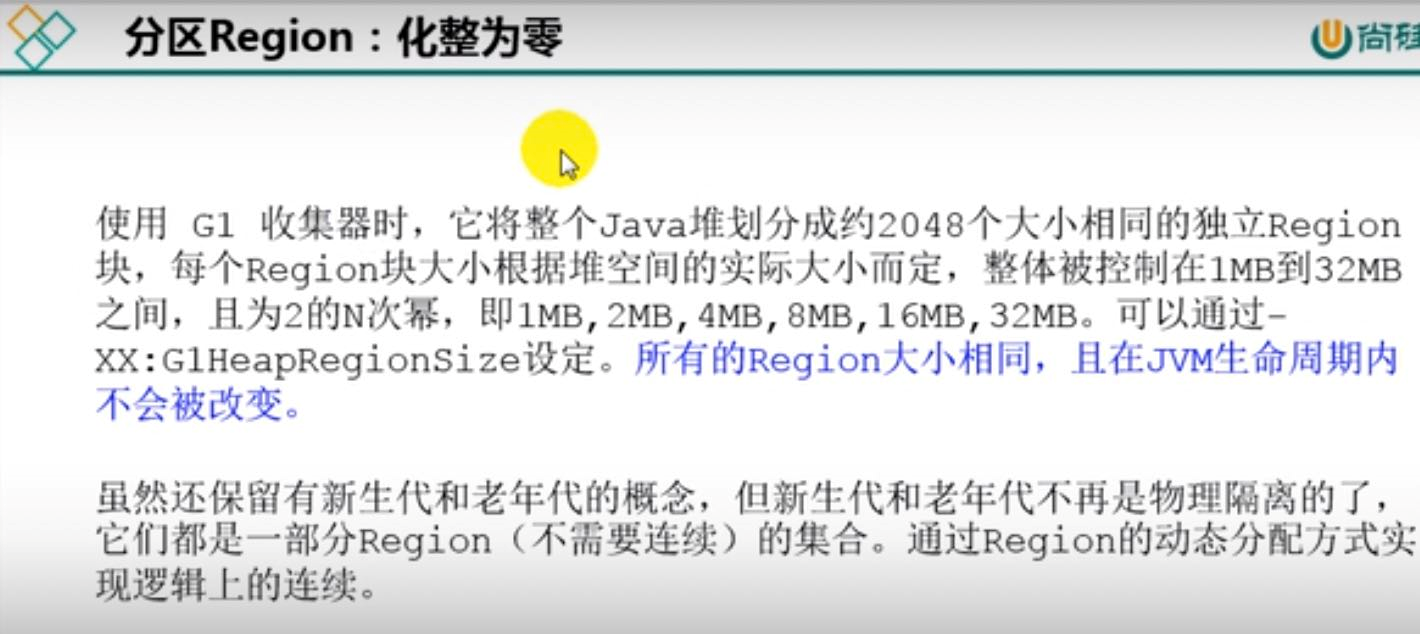 分区Region：化整为零
尚硅
使用 G1 收集器时，它将整个Java堆划分成约2048个大小相同的独立Region
块，每个Region块大小根据堆空间的实际大小而定，整体被控制在1MB到32MB
之间，且为2的N次幂，即1MB,2MB,4MB,8MB,16MB,32MB。可以通过-
XX:G1HeapRegionSize设定。所有的Region大小相同，且在JVM生命周期内
不会被改变。
虽然还保留有新生代和老年代的概念，但新生代和老年代不再是物理隔离的了，
它们都是一部分Region（不需要连续）的集合。通过Region的动态分配方式实
现逻辑上的连续。